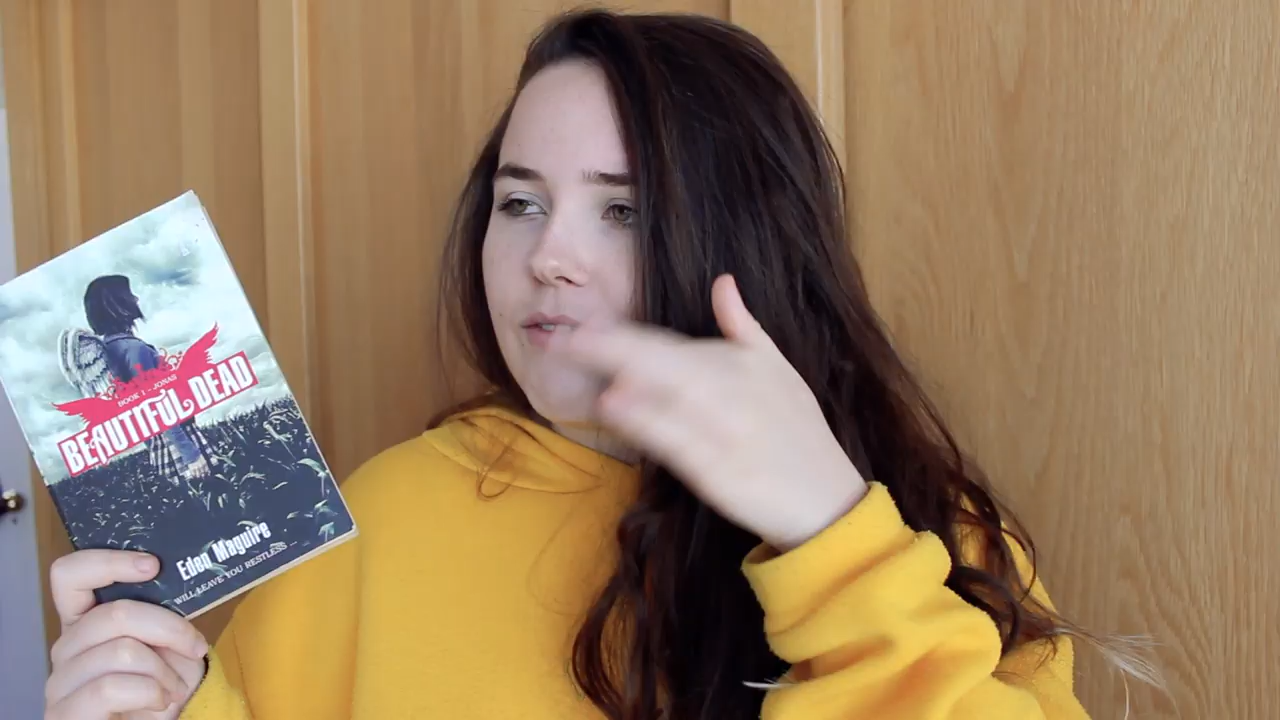 BOOK 1 - JONAS
BEAUTIFUL DEAD
Eden Maguire
WILL LEAVE YOU RESTLESS...